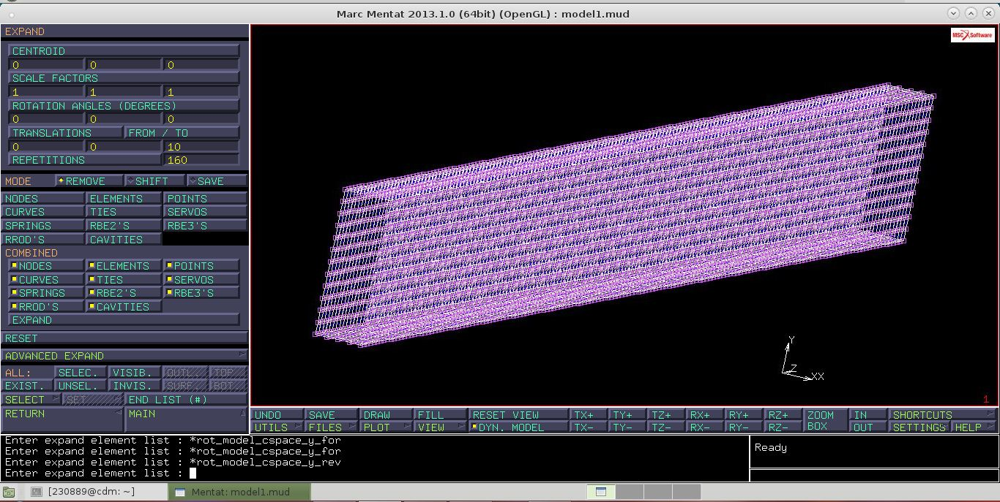 Marc Mentat 2013.1.0 (64bit) (OpenGL) : model1.mud
EXPAND
CENTROID
0 0 0
SCALE FACTORS
1 1 1
ROTATION ANGLES (DEGREES)
0 0 0
TRANSLATIONS FROM / TO
0 0 10
REPETITIONS 160
MODE REMOVE SHIFT SAVE
NODES ELEMENTS POINTS
CURVES TIES SERVOS
SPRINGS RBE2'S RBE3'S
RROD'S CAVITIES
COMBINED
NODES ELEMENTS POINTS
CURVES TIES SERVOS
SPRINGS RBE2'S RBE3'S
RROD'S CAVITIES
EXPAND
RESET
ADVANCED EXPAND
ALL: SELEC. VISIB. OUTL. TOP
EXIST. UNSEL. INVIS. SURF. BOT
SELECT SET END LIST (#)
RETURN MAIN
MSC Software
Y
Z
XX
1
UNDO SAVE DRAW FILL RESET VIEW TX+ TY+ TZ+ RX+ RY+ RZ+ ZOOM IN SHORTCUTS
UTILS FILES PLOT VIEW DYN. MODEL TX- TY- TZ- RX- RY- RZ- BOX OUT SETTINGS HELP
Enter expand element list : *rot_model_cspace_y_for
Enter expand element list : *rot_model_cspace_y_for
Enter expand element list : *rot_model_cspace_y_rev
Enter expand element list :
Ready
[230889@cdm: ~] Mentat: model1.mud